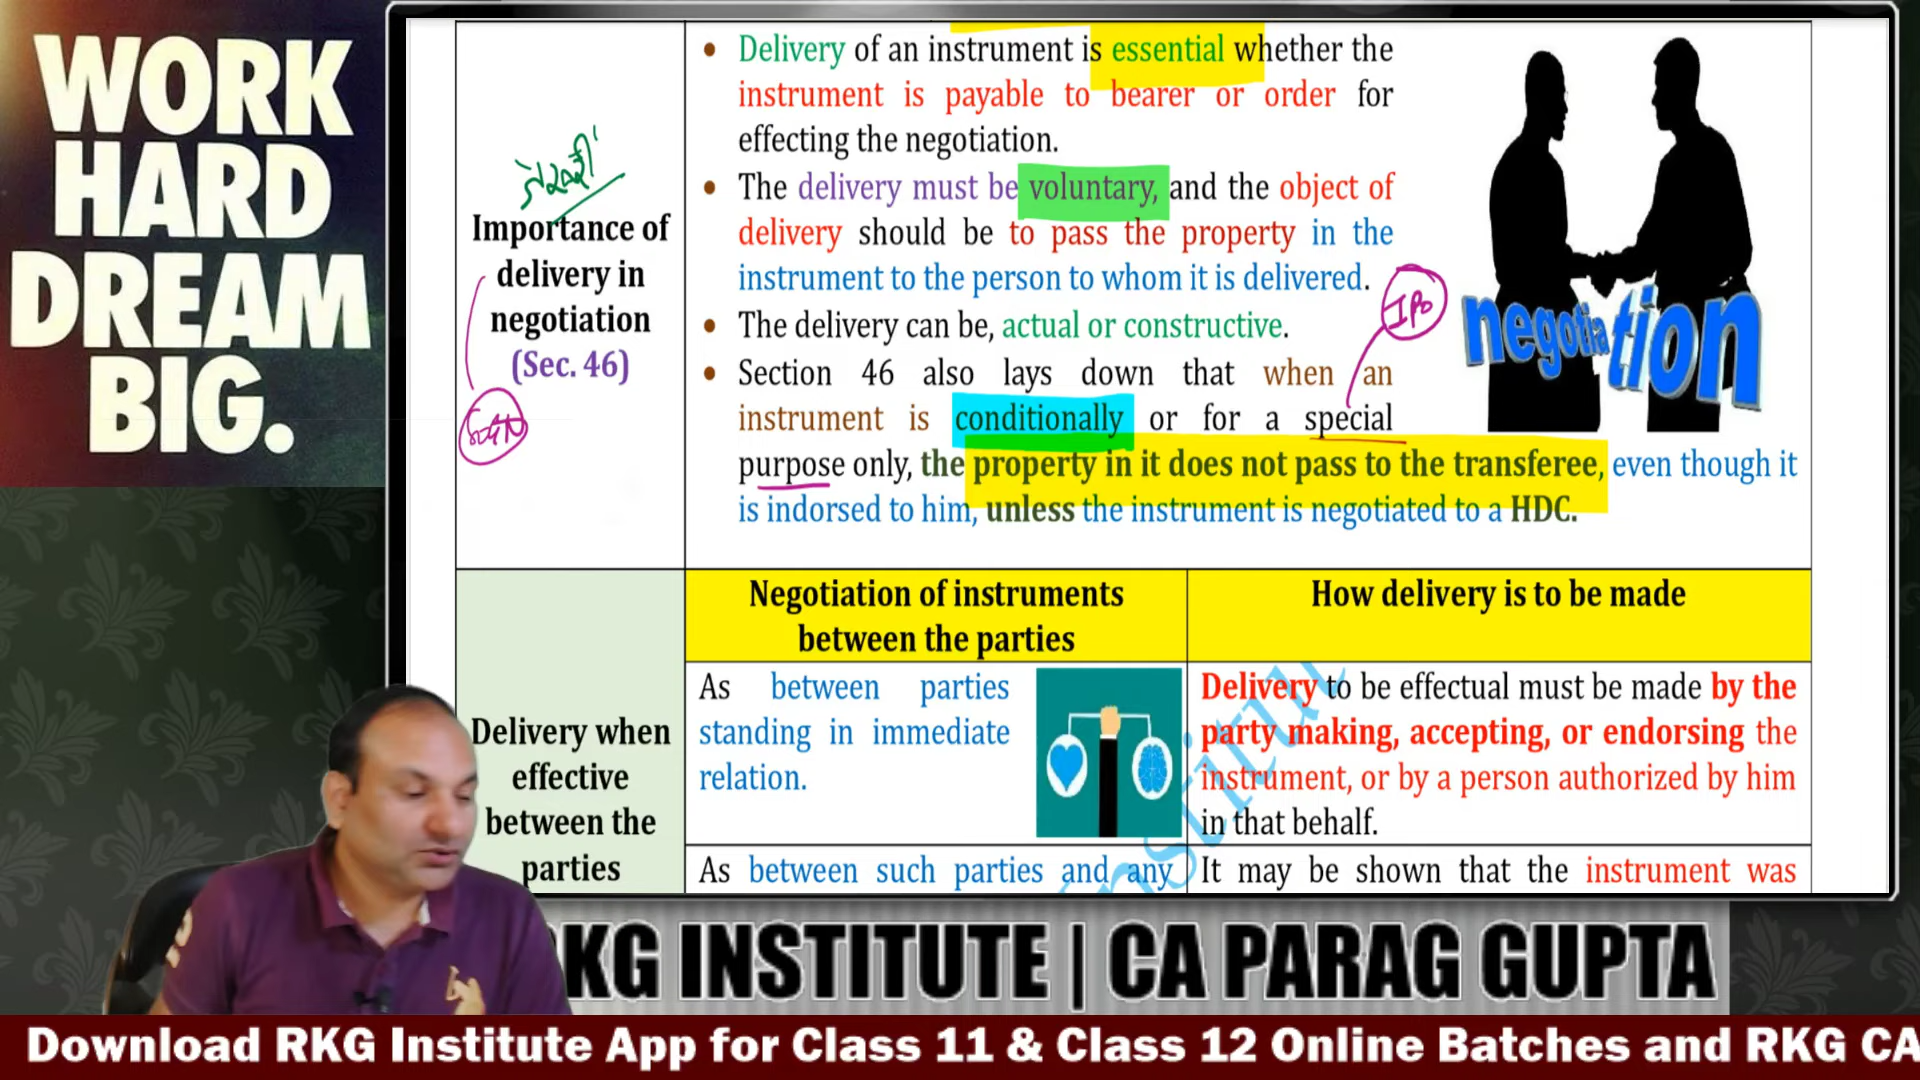 WORK
HARD
DREAM
BIG.
Importance of
delivery in
negotiation
(Sec. 46)
• Delivery of an instrument is essential whether the
instrument is payable to bearer or order for
effecting the negotiation.
• The delivery must be voluntary, and the object of
delivery should be to pass the property in the
instrument to the person to whom it is delivered.
• The delivery can be, actual or constructive.
• Section 46 also lays down that when an
instrument is conditionally or for a special
purpose only, the property in it does not pass to the transferee, even though it
is indorsed to him, unless the instrument is negotiated to a HDC.
IPO
negotiation
Delivery when
effective
between the
parties
Negotiation of instruments
between the parties
How delivery is to be made
As between parties
standing in immediate
relation.
Delivery to be effectual must be made by the
party making, accepting, or endorsing the
instrument, or by a person authorized by him
in that behalf.
As between such parties and any
It may be shown that the instrument was
KG INSTITUTE | CA PARAG GUPTA
Download RKG Institute App for Class 11 & Class 12 Online Batches and RKG CA